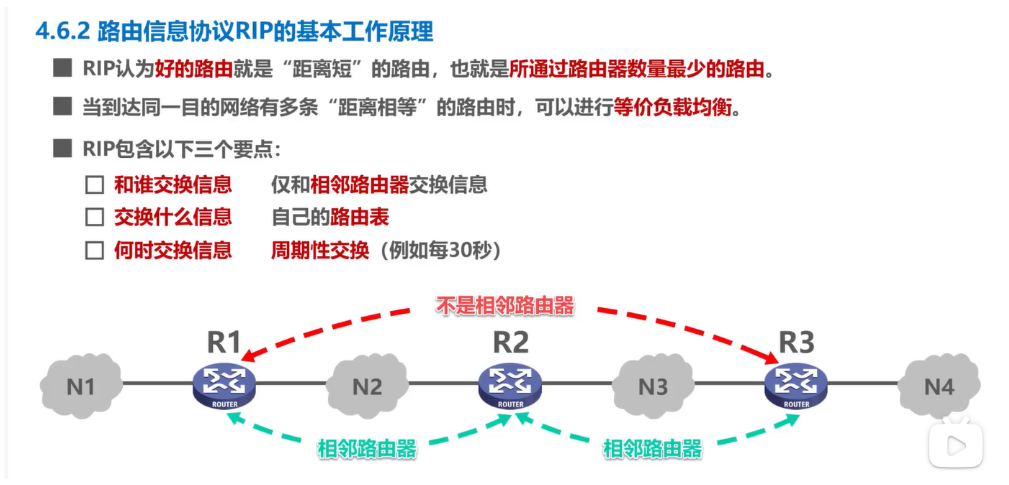 4.6.2 路由信息协议RIP的基本工作原理
RIP认为好的路由就是“距离短”的路由，也就是所通过路由器数量最少的路由。
当到达同一目的网络有多条“距离相等”的路由时，可以进行等价负载均衡。
RIP包含以下三个要点：
和谁交换信息 仅和相邻路由器交换信息
交换什么信息 自己的路由表
何时交换信息 周期性交换（例如每30秒）
不是相邻路由器
R1 R2 R3
N1 N2 N3 N4
ROUTER ROUTER ROUTER
相邻路由器 相邻路由器